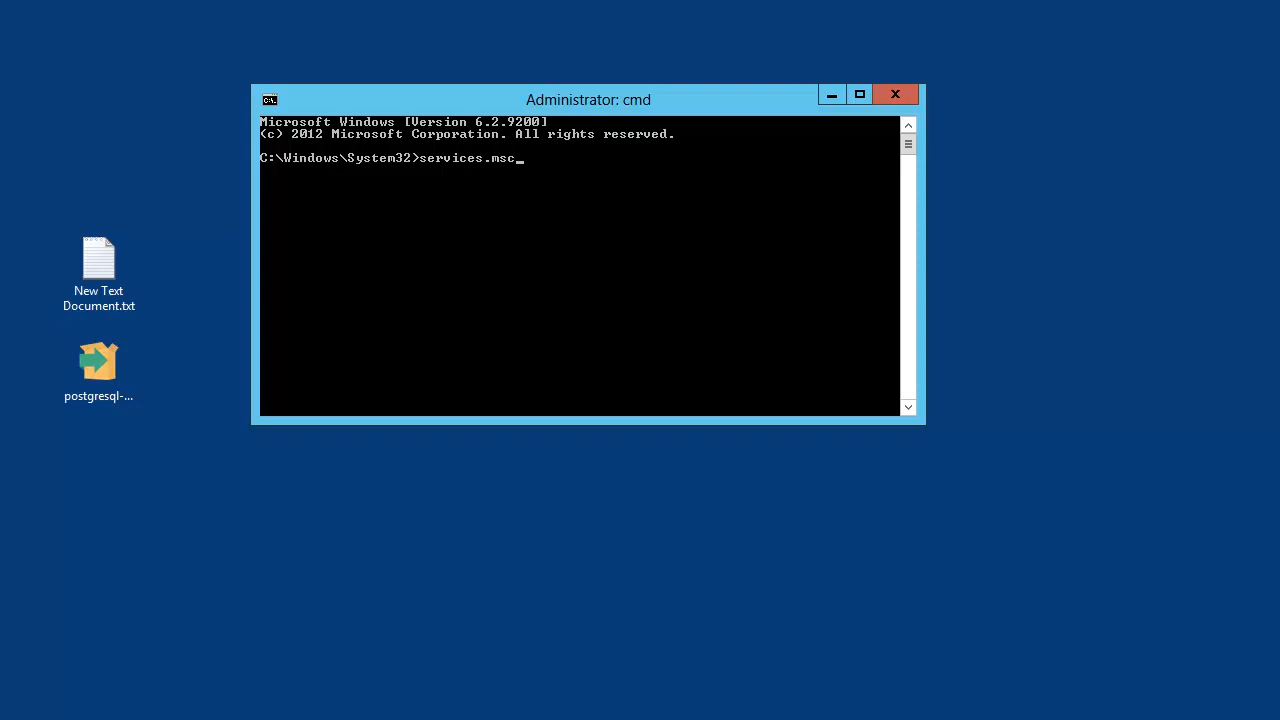 Administrator: cmd
Microsoft Windows [Version 6.2.9200]
(c) 2012 Microsoft Corporation. All rights reserved.
C:\Windows\System32>services.msc
New Text
Document.txt
postgresql-...